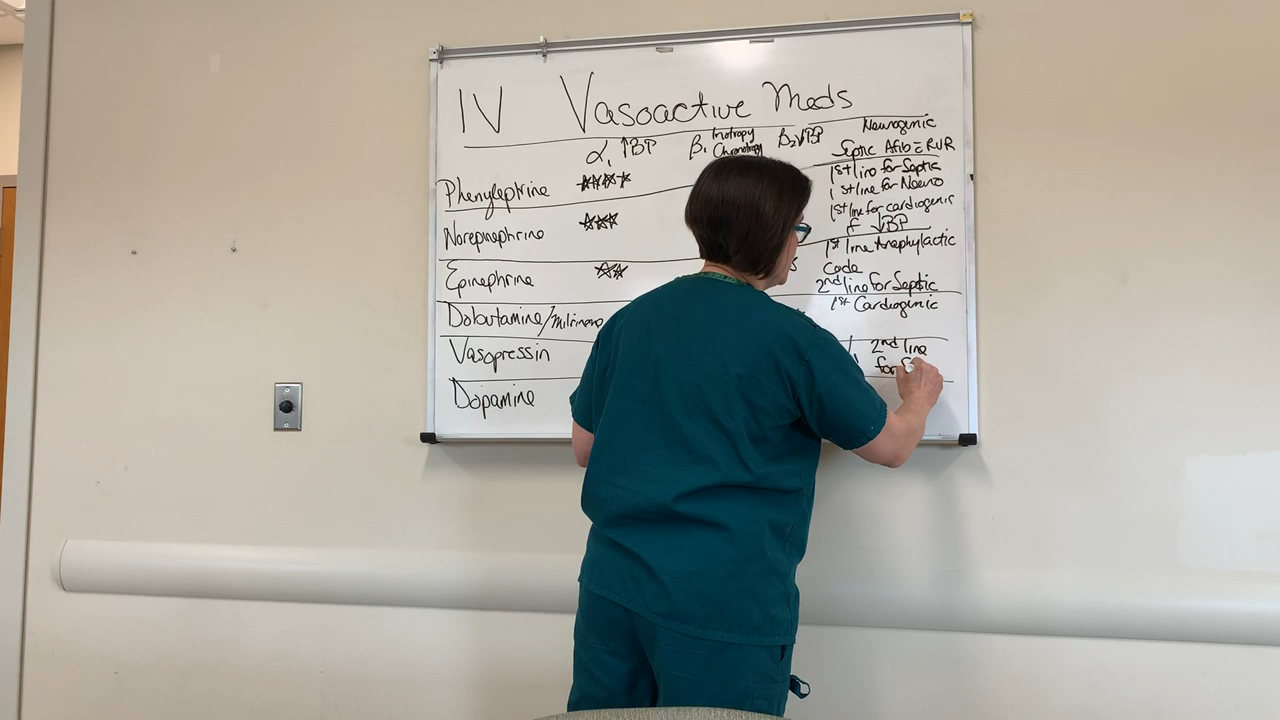 IV Vasoactive Meds
α₁ ↑BP β₁ Inotropy Chronotropy β₂ ↓BP
Neurogenic
Septic Afib c̄ RVR
Phenyleptrine ****
1st line for Septic
1st line for Neuro
Norepinephrine ***
1st line for cardiogenic
c̄ ↓BP
Epinephrine **
1st line Anaphylactic
Code
2nd line for Septic
Dobutamine/Milrinone
1st Cardiogenic
Vasopressin
2nd line
for
Dopamine